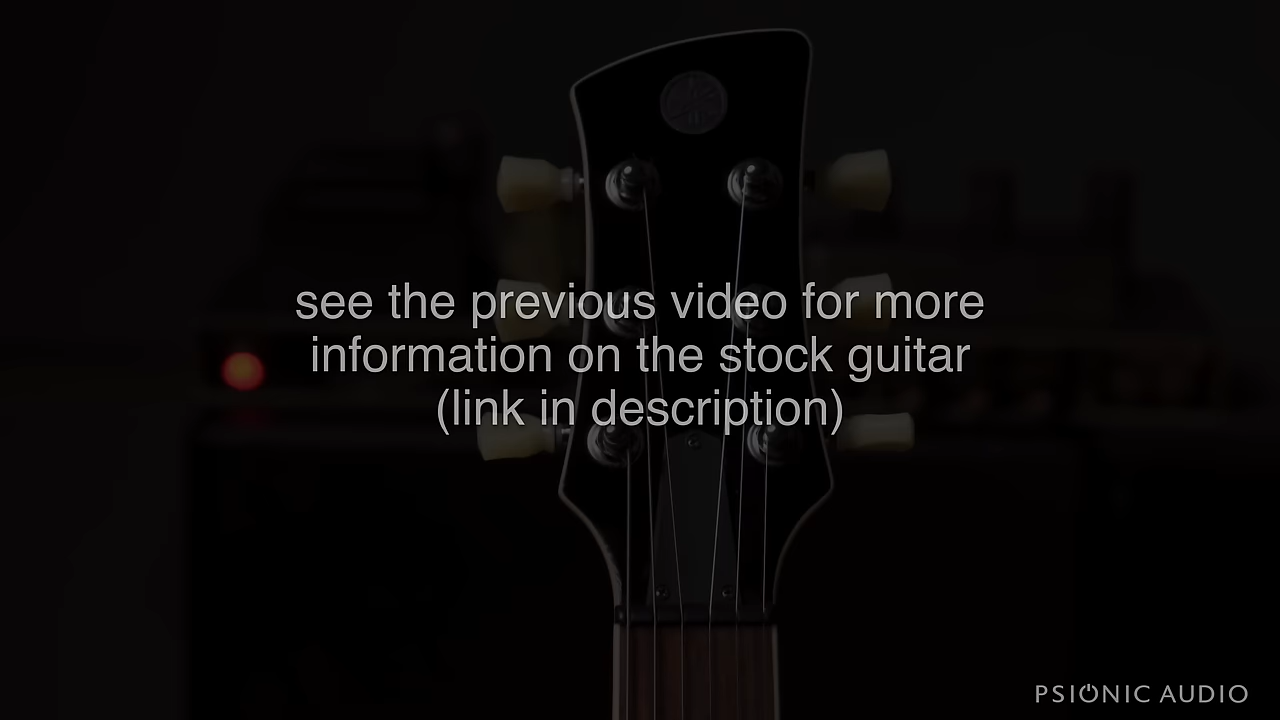 see the previous video for more
information on the stock guitar
(link in description)
PSIONIC AUDIO